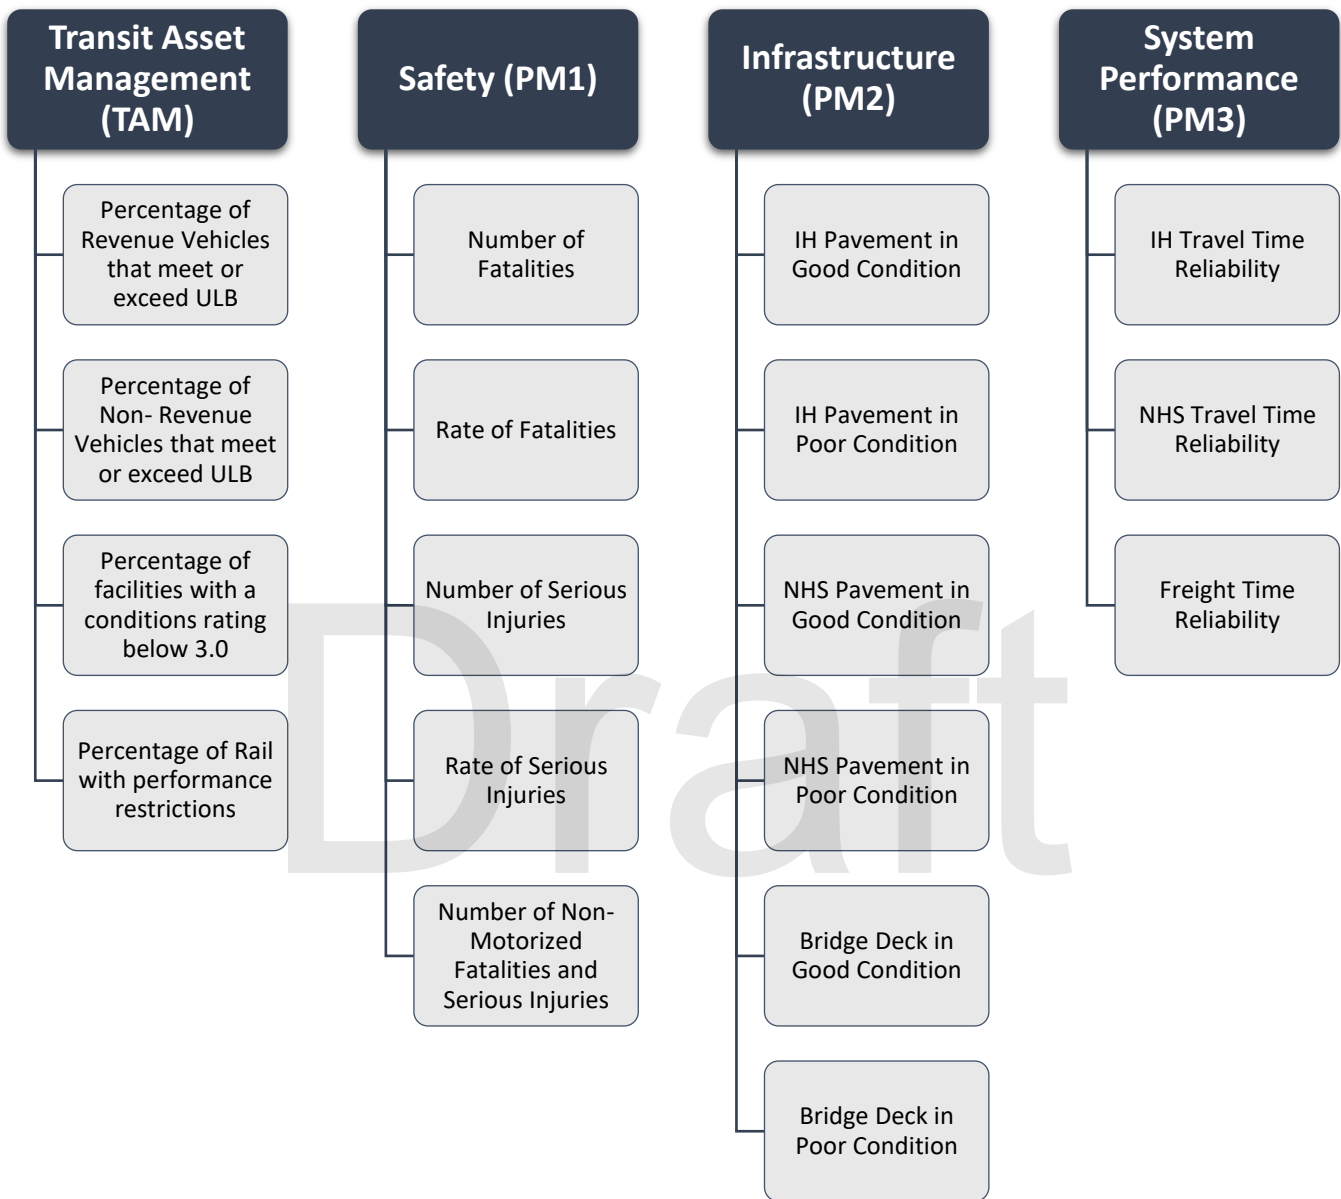 Transit Asset
Management
(TAM)
Percentage of
Revenue Vehicles
that meet or
exceed ULB
Percentage of
Non- Revenue
Vehicles that meet
or exceed ULB
Percentage of
facilities with a
conditions rating
below 3.0
Percentage of Rail
with performance
restrictions
Safety (PM1)
Number of
Fatalities
Rate of Fatalities
Number of Serious
Injuries
Rate of Serious
Injuries
Number of Non-
Motorized
Fatalities and
Serious Injuries
Infrastructure
(PM2)
IH Pavement in
Good Condition
IH Pavement in
Poor Condition
NHS Pavement in
Good Condition
NHS Pavement in
Poor Condition
Bridge Deck in
Good Condition
Bridge Deck in
Poor Condition
System
Performance
(PM3)
IH Travel Time
Reliability
NHS Travel Time
Reliability
Freight Time
Reliability
Draft